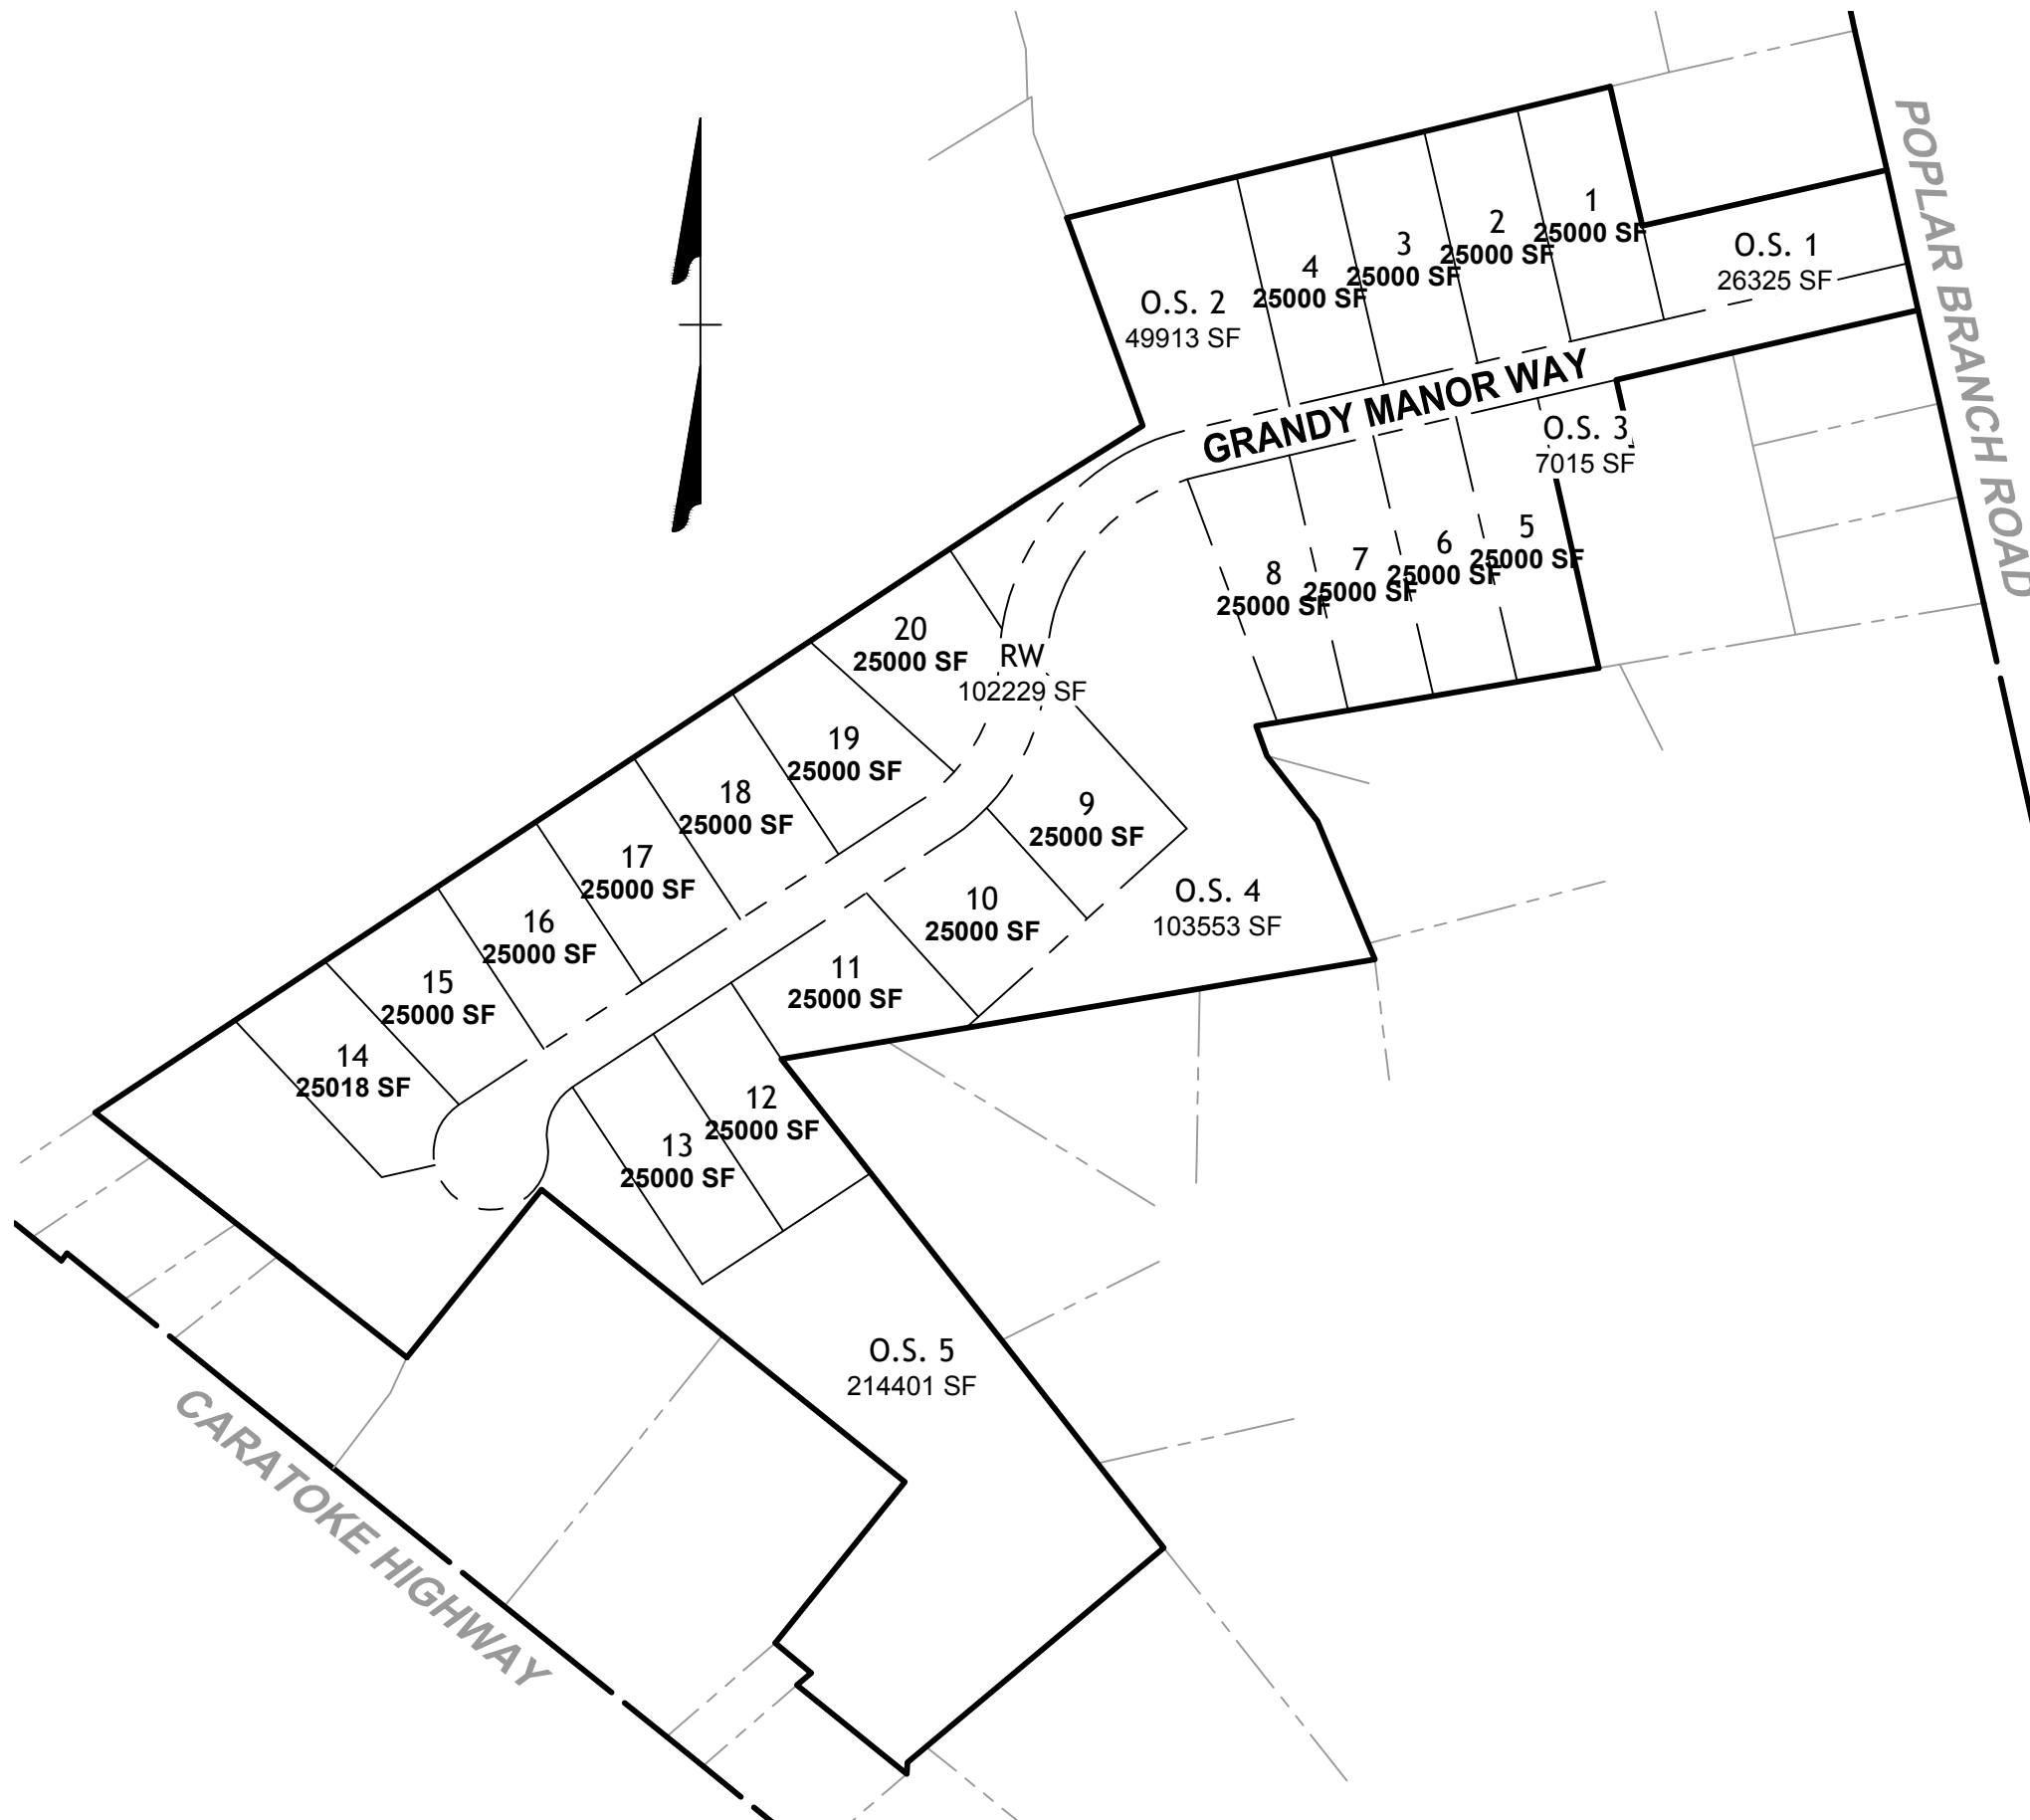 POPLAR BRANCH ROAD
1
25000 SF
2
25000 SF
3
25000 SF
4
25000 SF
O.S. 1
26325 SF
O.S. 2
49913 SF
GRANDY MANOR WAY
O.S. 3
7015 SF
5
25000 SF
6
25000 SF
7
25000 SF
8
25000 SF
20
25000 SF
RW
102229 SF
19
25000 SF
18
25000 SF
9
25000 SF
17
25000 SF
10
25000 SF
O.S. 4
103553 SF
16
25000 SF
11
25000 SF
15
25000 SF
14
25018 SF
12
25000 SF
13
25000 SF
O.S. 5
214401 SF
CARATOKE HIGHWAY